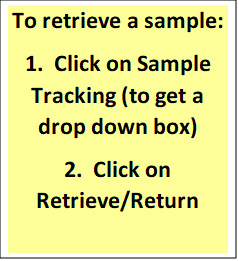 To retrieve a sample:
1. Click on Sample
Tracking (to get a
drop down box)
2. Click on
Retrieve/Return